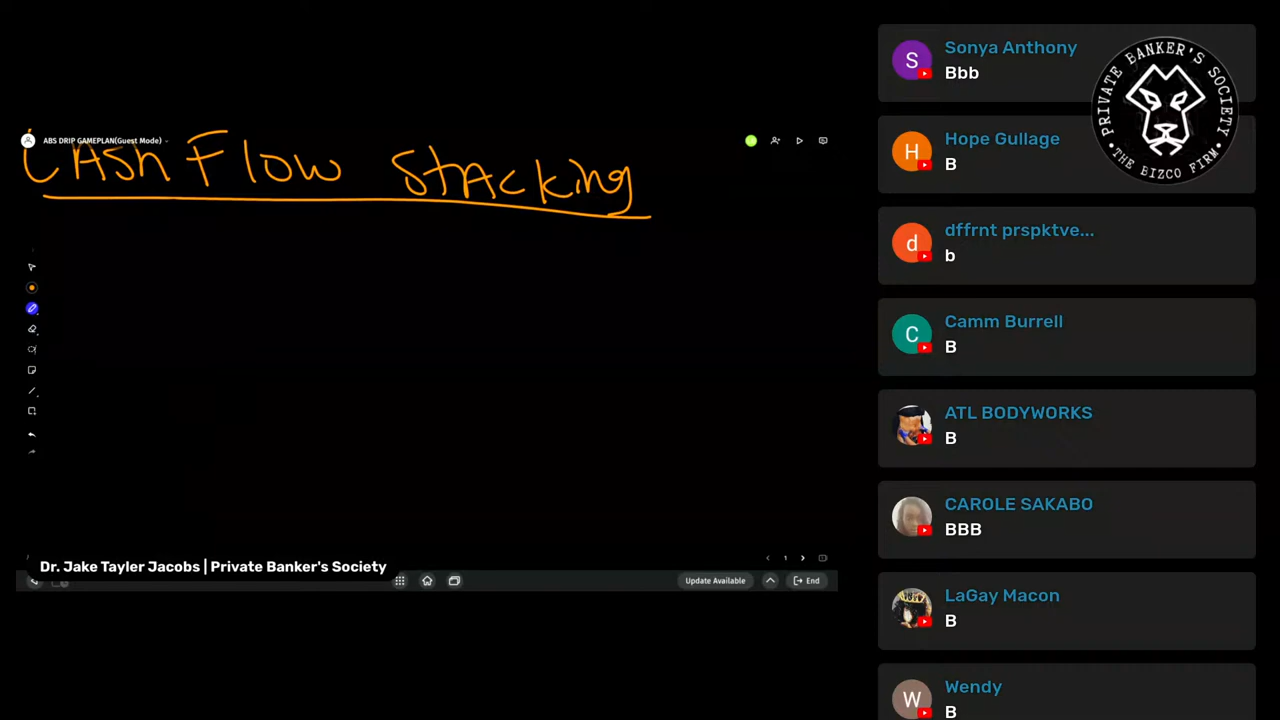 ABS DRIP GAMEPLAN(Guest Mode)
CAsh Flow stAcking
Dr. Jake Tayler Jacobs | Private Banker's Society
1
Update Available
End
Sonya Anthony
S
Bbb
Hope Gullage
H
B
dffrnt prspktve...
d
b
Camm Burrell
C
B
ATL BODYWORKS
B
CAROLE SAKABO
BBB
LaGay Macon
B
Wendy
W
B
PRIVATE BANKER'S SOCIETY
• THE BIZCO FIRM •